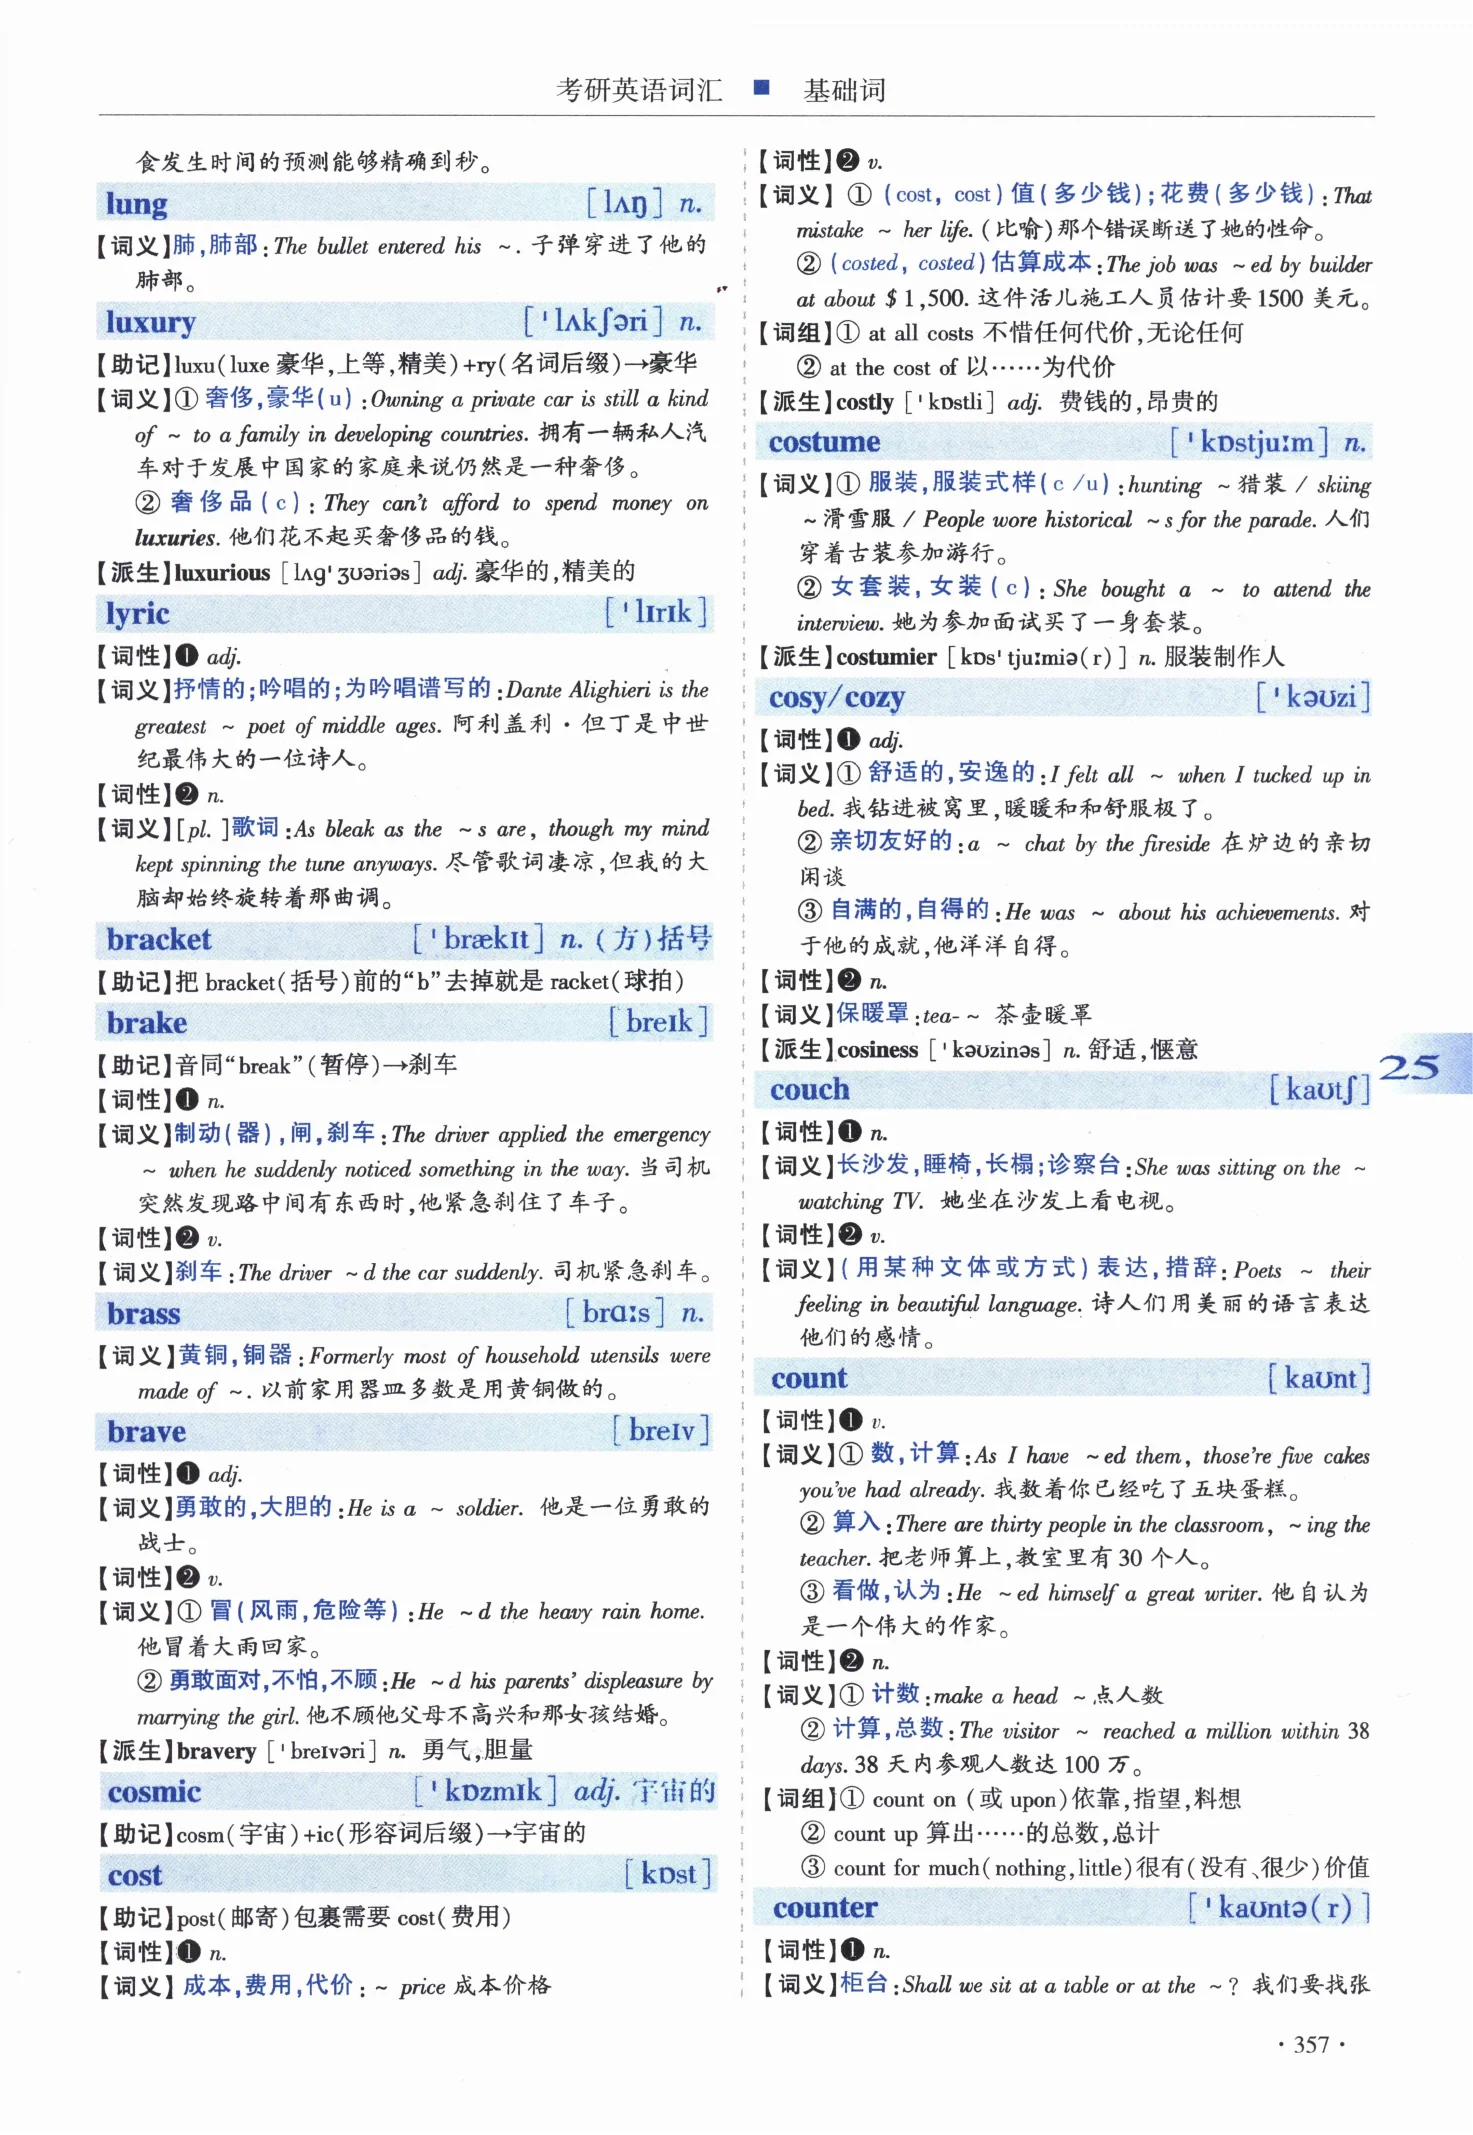 考研英语词汇 ■ 基础词
食发生时间的预测能够精确到秒。
lung [lʌŋ] n.
【词义】肺,肺部:The bullet entered his ~. 子弹穿进了他的
肺部。
luxury [ˈlʌkʃəri] n.
【助记】luxu(luxe 豪华,上等,精美)+ry(名词后缀)→豪华
【词义】① 奢侈,豪华(u):Owning a private car is still a kind
of ~ to a family in developing countries. 拥有一辆私人汽
车对于发展中国家的家庭来说仍然是一种奢侈。
② 奢侈品(c):They can't afford to spend money on
luxuries. 他们花不起买奢侈品的钱。
【派生】luxurious [lʌgˈʒʊəriəs] adj. 豪华的,精美的
lyric [ˈlɪrɪk]
【词性】❶ adj.
【词义】抒情的;吟唱的;为吟唱谱写的:Dante Alighieri is the
greatest ~ poet of middle ages. 阿利盖利·但丁是中世
纪最伟大的一位诗人。
【词性】❷ n.
【词义】[pl. ]歌词:As bleak as the ~s are, though my mind
kept spinning the tune anyways. 尽管歌词凄凉,但我的大
脑却始终旋转着那曲调。
bracket [ˈbrækɪt] n. (方)括号
【助记】把 bracket(括号)前的“b”去掉就是 racket(球拍)
brake [breɪk]
【助记】音同“break”(暂停)→刹车
【词性】❶ n.
【词义】制动(器),闸,刹车:The driver applied the emergency
~ when he suddenly noticed something in the way. 当司机
突然发现路中间有东西时,他紧急刹住了车子。
【词性】❷ v.
【词义】刹车:The driver ~d the car suddenly. 司机紧急刹车。
brass [brɑːs] n.
【词义】黄铜,铜器:Formerly most of household utensils were
made of ~. 以前家用器皿多数是用黄铜做的。
brave [breɪv]
【词性】❶ adj.
【词义】勇敢的,大胆的:He is a ~ soldier. 他是一位勇敢的
战士。
【词性】❷ v.
【词义】① 冒(风雨,危险等):He ~d the heavy rain home.
他冒着大雨回家。
② 勇敢面对,不怕,不顾:He ~d his parents' displeasure by
marrying the girl. 他不顾他父母不高兴和那女孩结婚。
【派生】bravery [ˈbreɪvəri] n. 勇气,胆量
cosmic [ˈkɒzmɪk] adj. 宇宙的
【助记】cosm(宇宙)+ic(形容词后缀)→宇宙的
cost [kɒst]
【助记】post(邮寄)包裹需要 cost(费用)
【词性】❶ n.
【词义】成本,费用,代价:~ price 成本价格
【词性】❷ v.
【词义】① (cost, cost)值(多少钱);花费(多少钱):That
mistake ~ her life. (比喻)那个错误断送了她的性命。
② (costed, costed)估算成本:The job was ~ed by builder
at about $1,500. 这件活儿施工人员估计要 1500 美元。
【词组】① at all costs 不惜任何代价,无论任何
② at the cost of 以……为代价
【派生】costly [ˈkɒstli] adj. 费钱的,昂贵的
costume [ˈkɒstjuːm] n.
【词义】① 服装,服装式样(c /u):hunting ~猎装 / skiing
~滑雪服 / People wore historical ~s for the parade. 人们
穿着古装参加游行。
② 女套装,女装(c):She bought a ~ to attend the
interview. 她为参加面试买了一身套装。
【派生】costumier [kɒsˈtjuːmiə(r)] n. 服装制作人
cosy/cozy [ˈkəʊzi]
【词性】❶ adj.
【词义】① 舒适的,安逸的:I felt all ~ when I tucked up in
bed. 我钻进被窝里,暖暖和和舒服极了。
② 亲切友好的:a ~ chat by the fireside 在炉边的亲切
闲谈
③ 自满的,自得的:He was ~ about his achievements. 对
于他的成就,他洋洋自得。
【词性】❷ n.
【词义】保暖罩:tea-~ 茶壶暖罩
【派生】cosiness [ˈkəʊzinəs] n. 舒适,惬意
25
couch [kaʊtʃ]
【词性】❶ n.
【词义】长沙发,睡椅,长榻;诊察台:She was sitting on the ~
watching TV. 她坐在沙发上看电视。
【词性】❷ v.
【词义】(用某种文体或方式)表达,措辞:Poets ~ their
feeling in beautiful language. 诗人们用美丽的语言表达
他们的感情。
count [kaʊnt]
【词性】❶ v.
【词义】① 数,计算:As I have ~ed them, those're five cakes
you've had already. 我数着你已经吃了五块蛋糕。
② 算入:There are thirty people in the classroom, ~ing the
teacher. 把老师算上,教室里有 30 个人。
③ 看做,认为:He ~ed himself a great writer. 他自认为
是一个伟大的作家。
【词性】❷ n.
【词义】① 计数:make a head ~点人数
② 计算,总数:The visitor ~ reached a million within 38
days. 38 天内参观人数达 100 万。
【词组】① count on (或 upon)依靠,指望,料想
② count up 算出……的总数,总计
③ count for much(nothing,little)很有(没有、很少)价值
counter [ˈkaʊntə(r)]
【词性】❶ n.
【词义】柜台:Shall we sit at a table or at the ~? 我们要找张
·357·